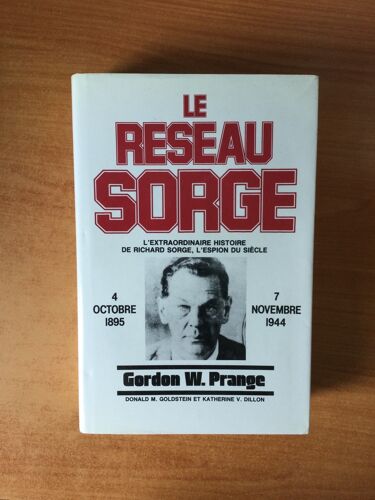 LE
RESEAU
SORGE
L'EXTRAORDINAIRE HISTOIRE
DE RICHARD SORGE, L'ESPION DU SIÈCLE
4
OCTOBRE
1895
7
NOVEMBRE
1944
Gordon W. Prange
DONALD M. GOLDSTEIN ET KATHERINE V. DILLON